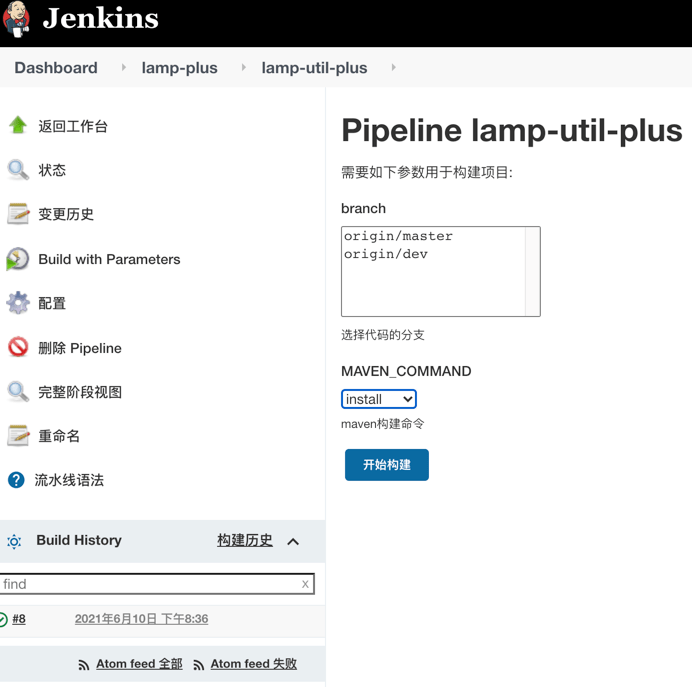 Jenkins
Dashboard lamp-plus lamp-util-plus
返回工作台
状态
变更历史
Build with Parameters
配置
删除 Pipeline
完整阶段视图
重命名
流水线语法
Build History 构建历史
find x
#8 2021年6月10日 下午8:36
Atom feed 全部 Atom feed 失败
Pipeline lamp-util-plus
需要如下参数用于构建项目:
branch
origin/master
origin/dev
选择代码的分支
MAVEN_COMMAND
install
maven构建命令
开始构建